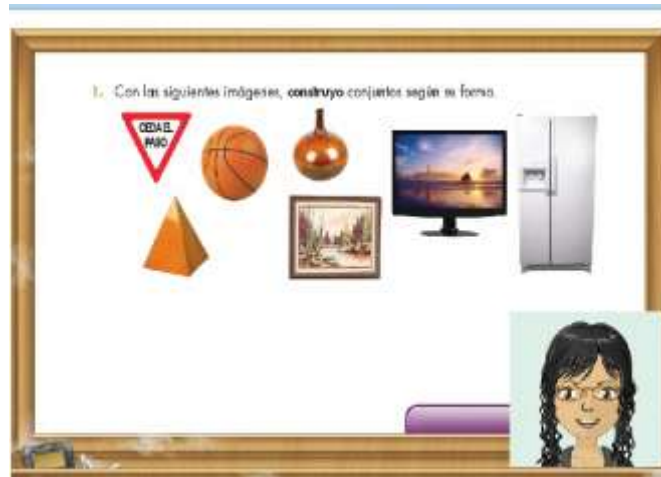 1. Con las siguientes imágenes, construyo conjuntos según su forma.
CEDA EL
PASO